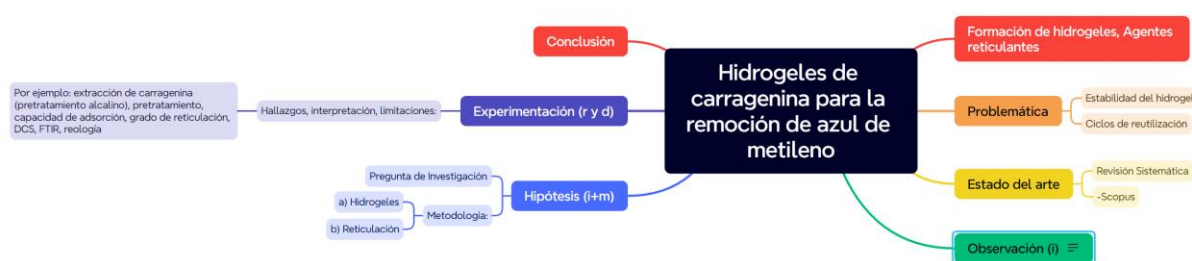 Hidrogeles de
carragenina para la
remoción de azul de
metileno
Formación de hidrogeles, Agentes
reticulantes
Problemática
Estabilidad del hidrogel
Ciclos de reutilización
Estado del arte
Revisión Sistemática
-Scopus
Observación (i)
Conclusión
Experimentación (r y d)
Hallazgos, interpretación, limitaciones:
Por ejemplo: extracción de carragenina
(pretratamiento alcalino), pretratamiento,
capacidad de adsorción, grado de reticulación,
DCS, FTIR, reología
Hipótesis (i+m)
Pregunta de Investigación
Metodología:
a) Hidrogeles
b) Reticulación